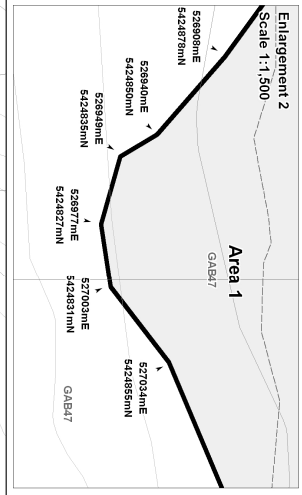 Enlargement 2
Scale 1:1,500
526908mE
5424878mN
526940mE
5424850mN
526949mE
5424835mN
526977mE
5424827mN
527003mE
5424831mN
527034mE
5424855mN
Area 1
GAB47
GAB47